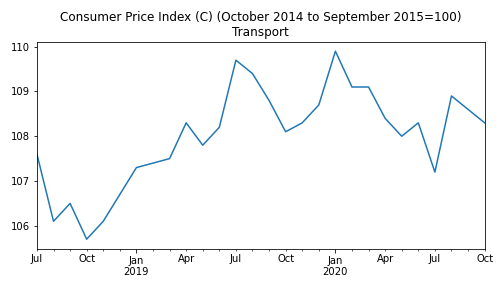 Consumer Price Index (C) (October 2014 to September 2015=100)
Transport
110
109
108
107
106
Jul
Oct
Jan
2019
Apr
Jul
Oct
Jan
2020
Apr
Jul
Oct